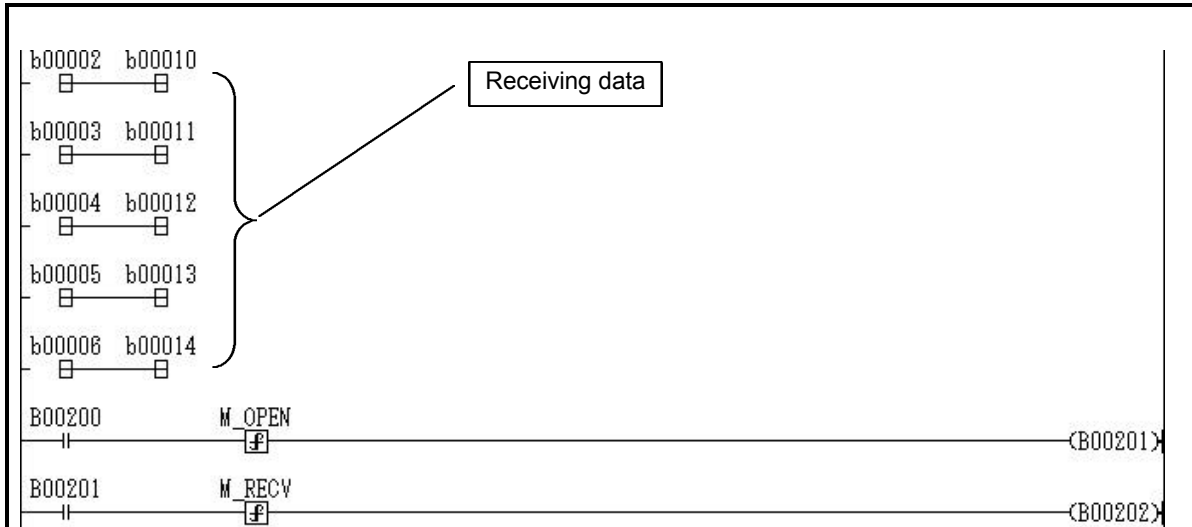 b00002 b00010
Receiving data
b00003 b00011
b00004 b00012
b00005 b00013
b00006 b00014
B00200 M_OPEN
(B00201)
B00201 M_RECV
(B00202)